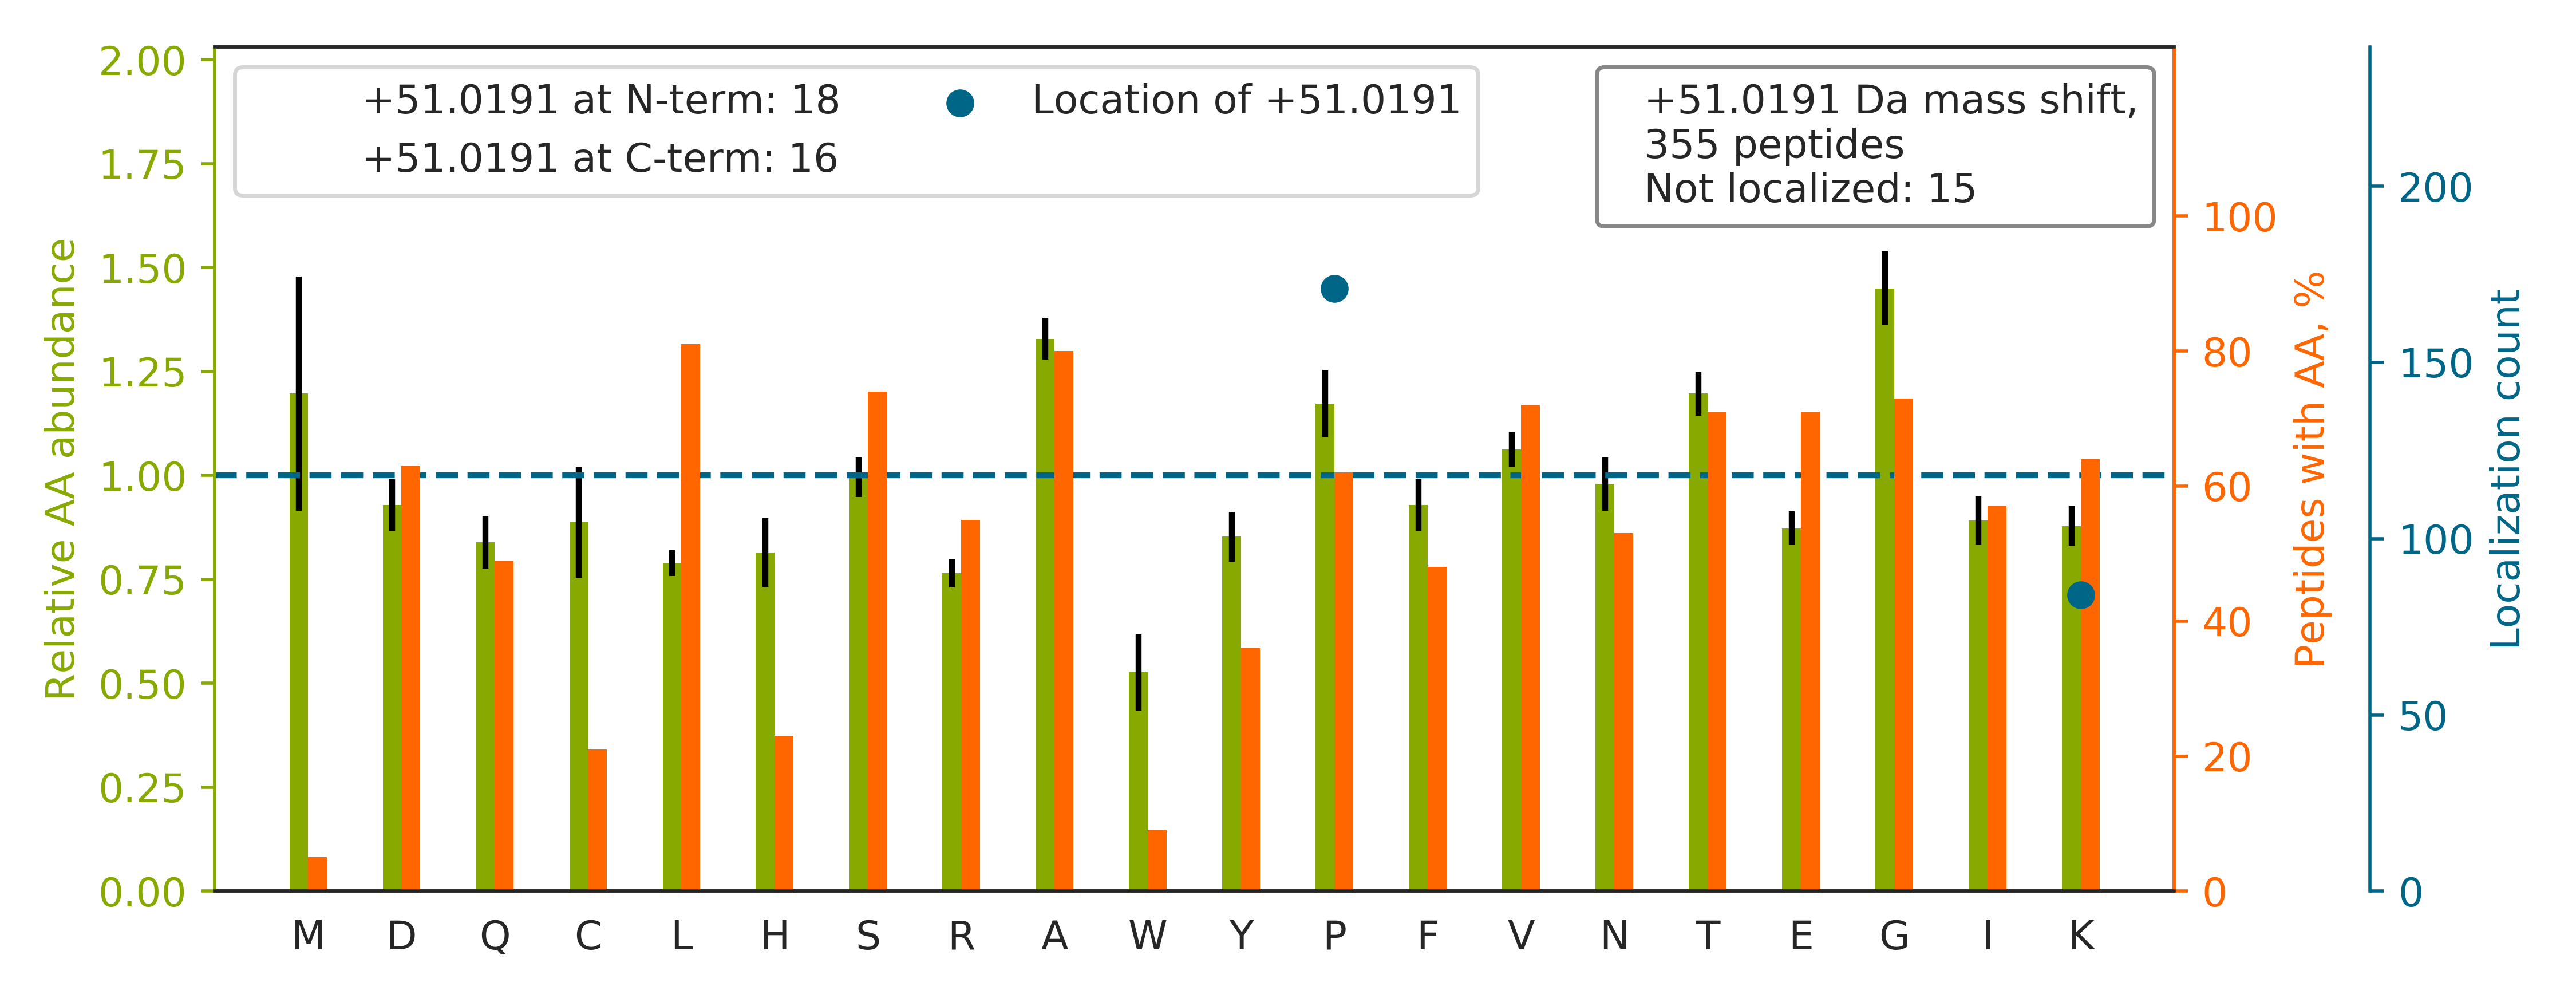 +51.0191 at N-term: 18
+51.0191 at C-term: 16
Location of +51.0191
+51.0191 Da mass shift,
355 peptides
Not localized: 15
Relative AA abundance
2.00
1.75
1.50
1.25
1.00
0.75
0.50
0.25
0.00
M D Q C L H S R A W Y P F V N T E G I K
100
80
60
40
20
0
Peptides with AA, %
200
150
100
50
0
Localization count